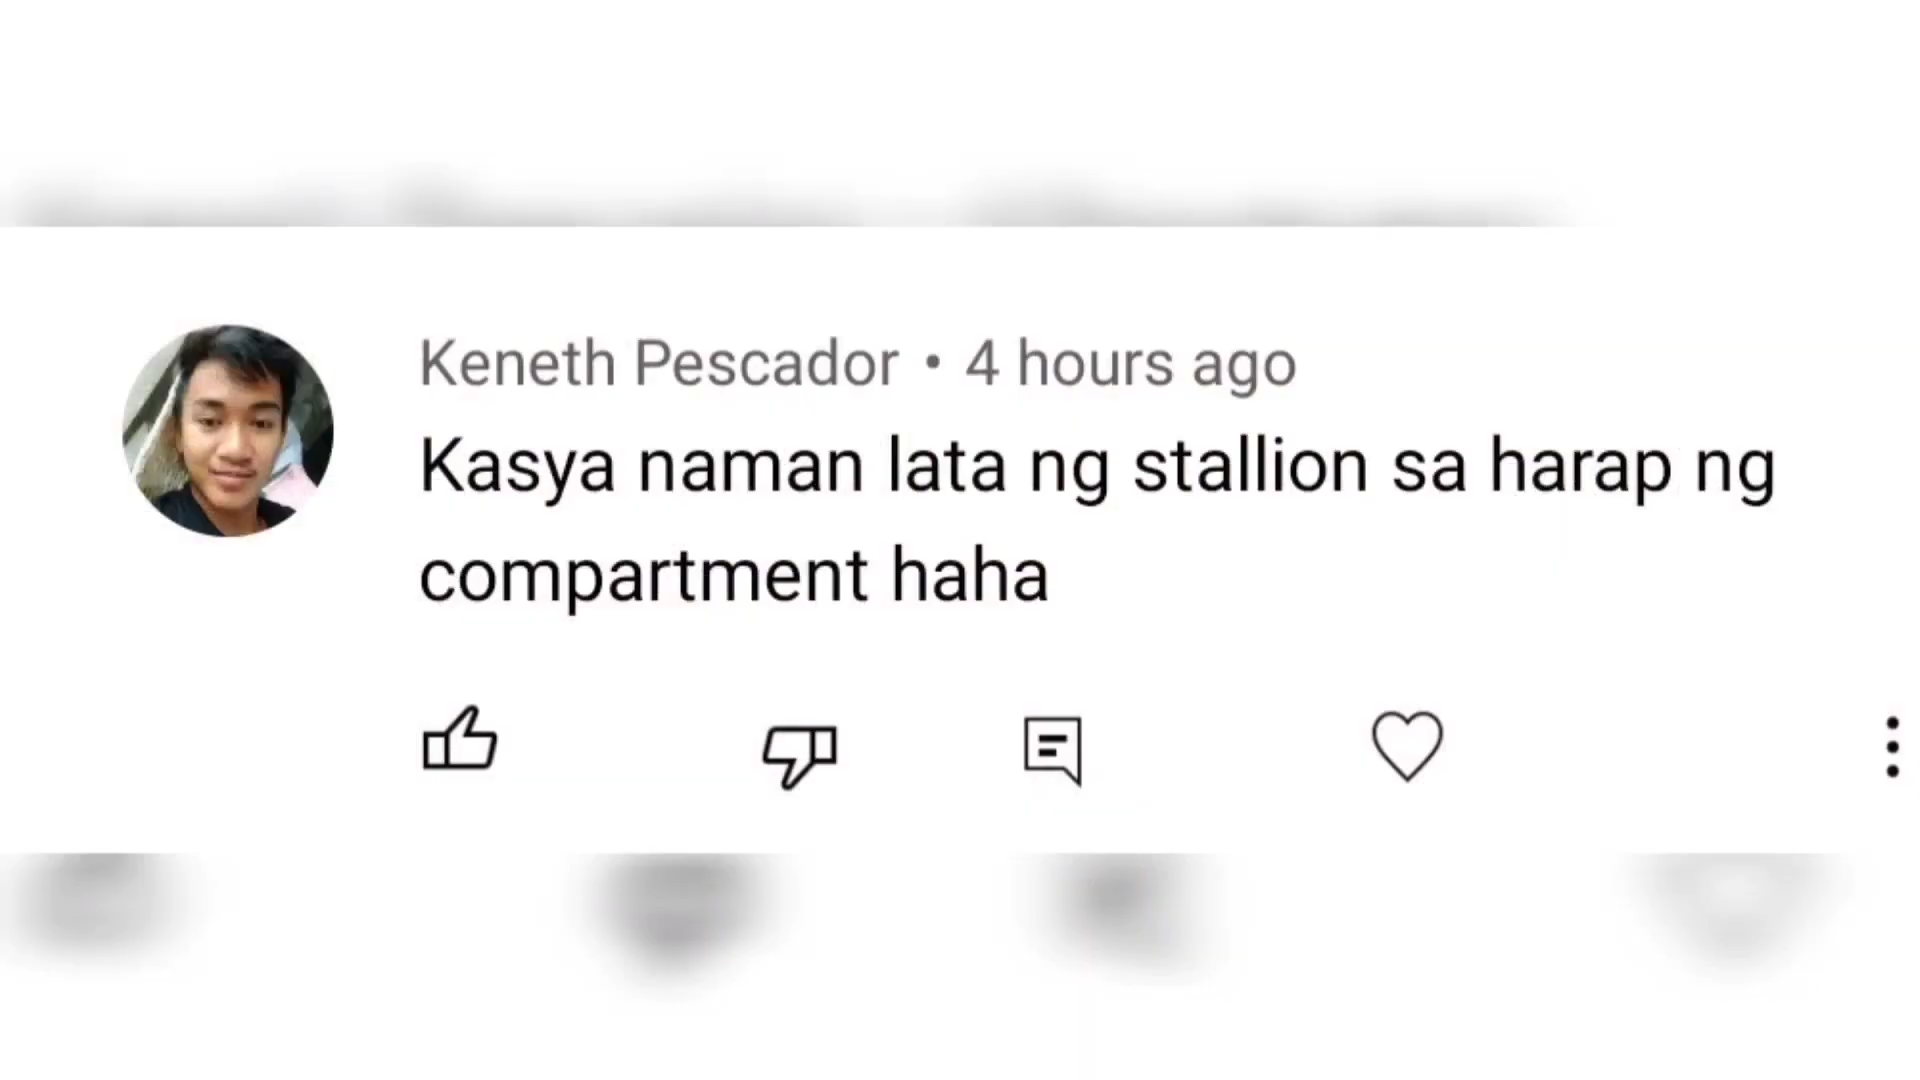 Keneth Pescador • 4 hours ago
Kasya naman lata ng stallion sa harap ng
compartment haha